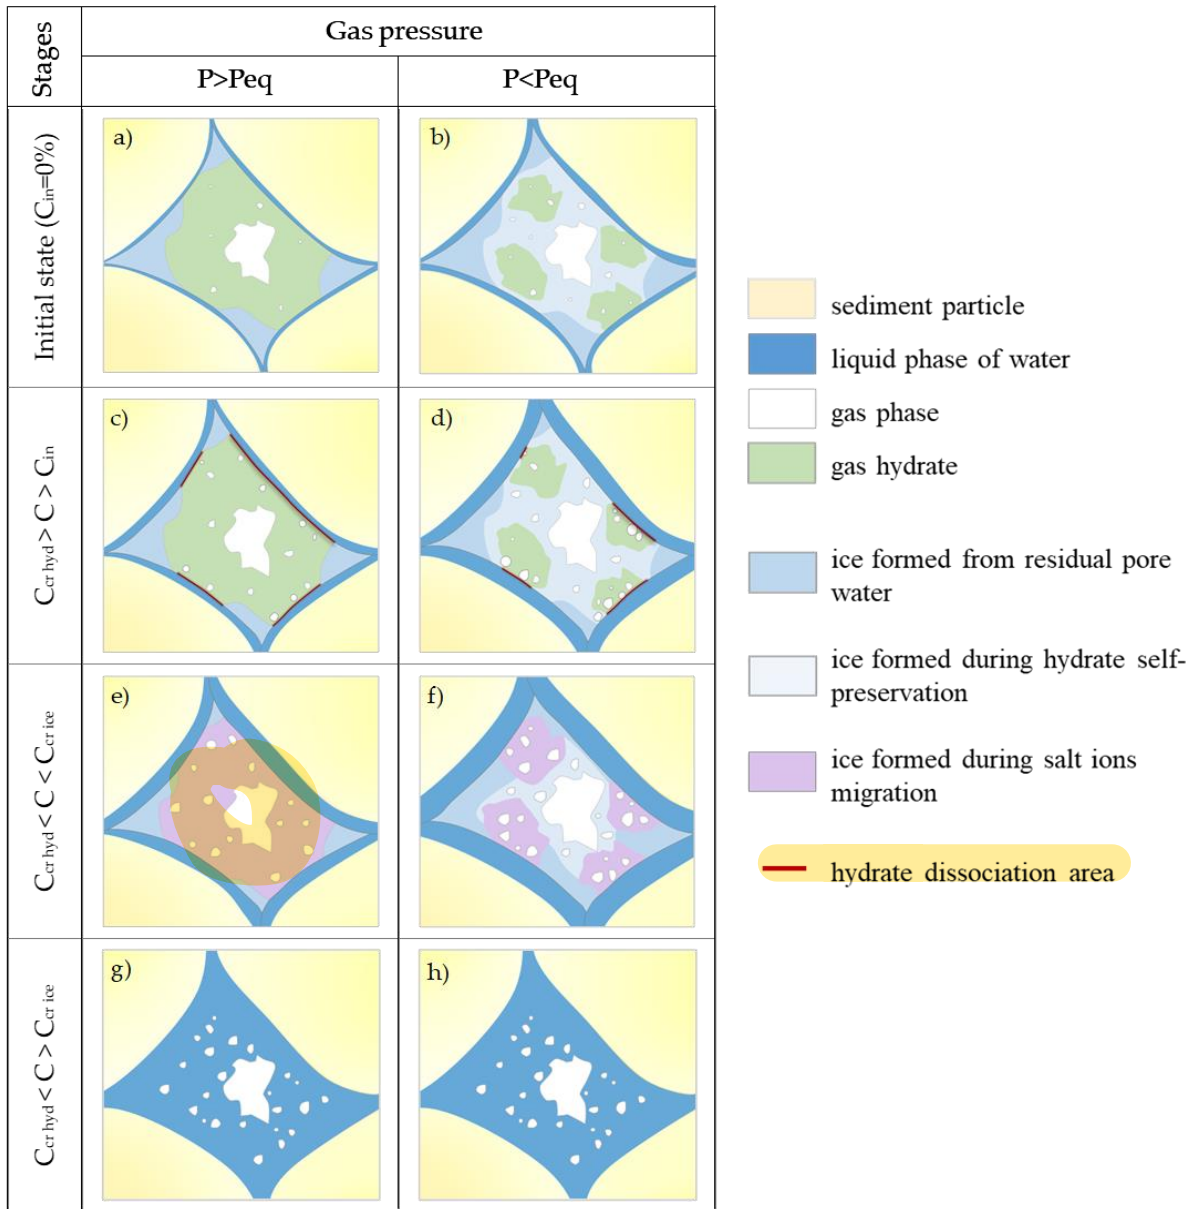 Stages
Gas pressure
P>Peq
P<Peq
Initial state (Cin=0%)
a)
b)
Ccr hyd > C > Cin
c)
d)
Ccr hyd < C < Ccr ice
e)
f)
Ccr hyd < C > Ccr ice
g)
h)
sediment particle
liquid phase of water
gas phase
gas hydrate
ice formed from residual pore
water
ice formed during hydrate self-
preservation
ice formed during salt ions
migration
hydrate dissociation area